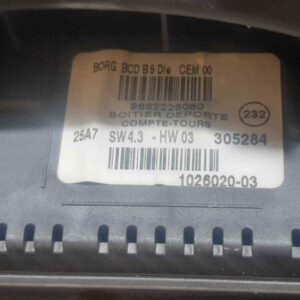 BORG BCD B5 Die CEM 00
9662226080
BOITIER DEPORTE
COMPTE-TOURS
232
25A7 SW4.3 - HW 03 305284
1026020-03